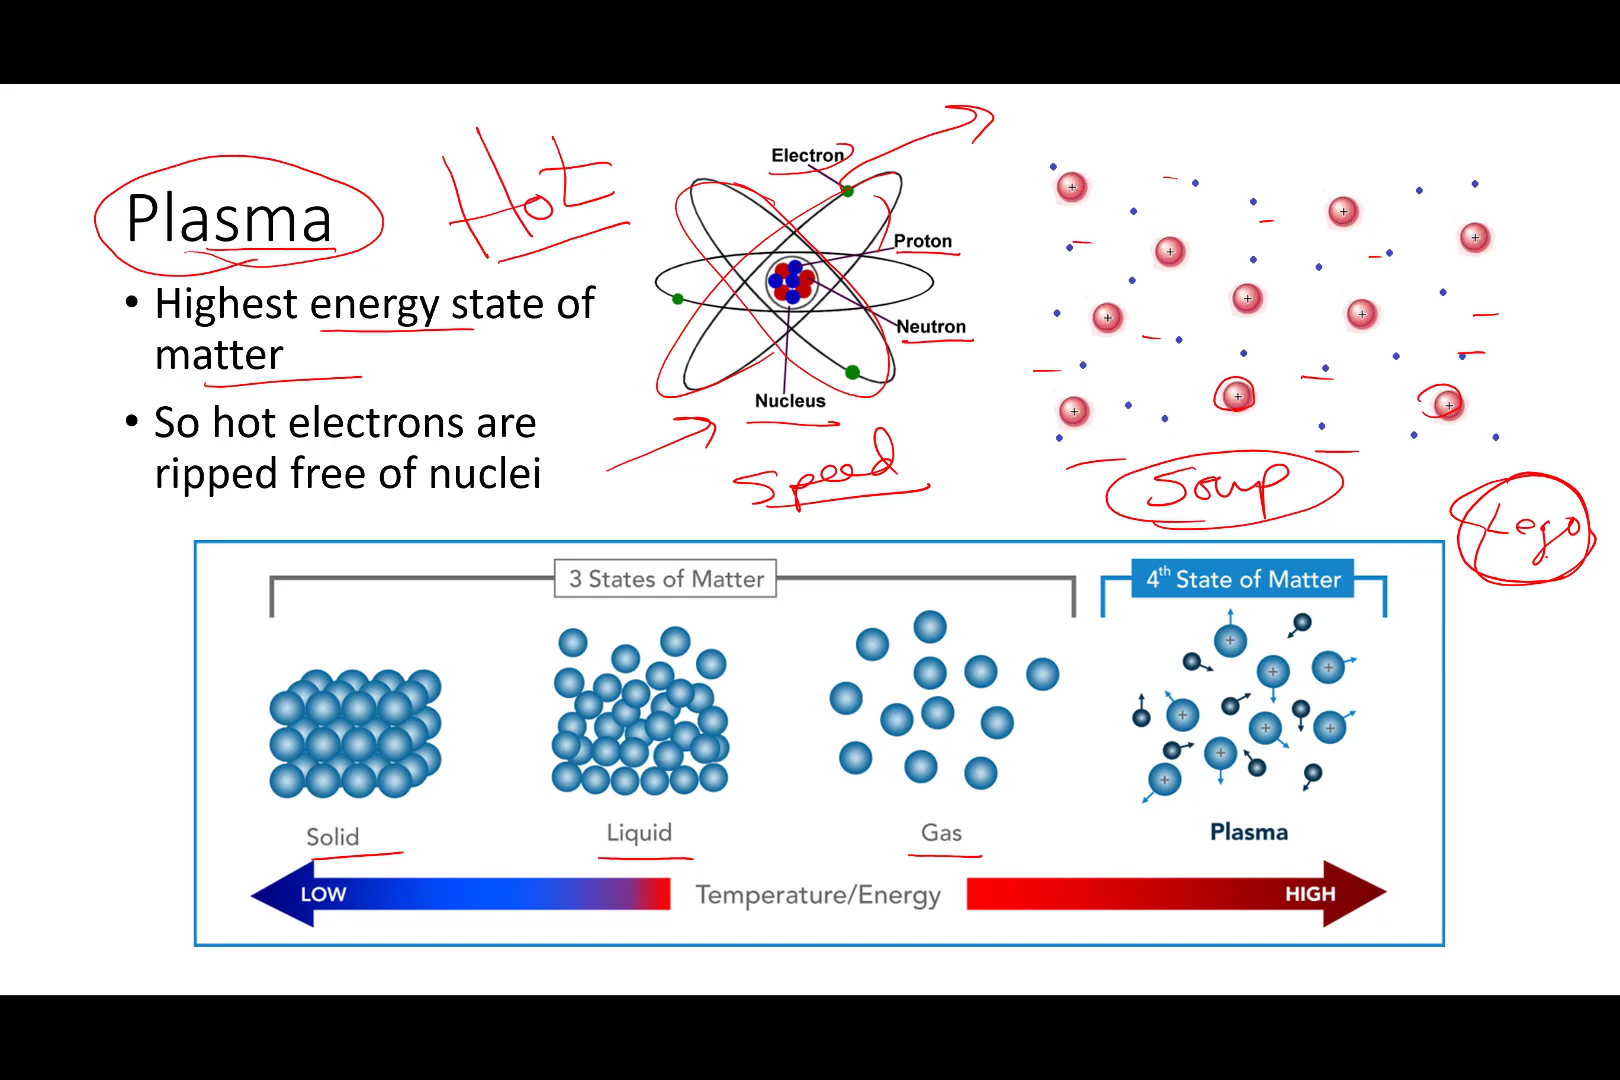 Plasma
Hot
• Highest energy state of
matter
• So hot electrons are
ripped free of nuclei
Electron
Proton
Neutron
Nucleus
Speed
+
+
+
+
+
+
+
+
+
+
Soup
Lego
3 States of Matter
4th State of Matter
+
+
+
+
+
+
+
+
Solid
Liquid
Gas
Plasma
LOW
Temperature/Energy
HIGH